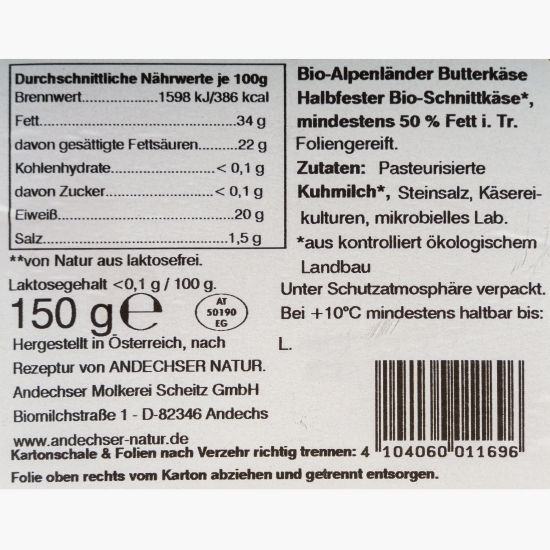 Durchschnittliche Nährwerte je 100g
Brennwert..............1598 kJ/386 kcal
Fett.........................................34 g
davon gesättigte Fettsäuren.........22 g
Kohlenhydrate.........................< 0,1 g
davon Zucker..........................< 0,1 g
Eiweiß.....................................20 g
Salz........................................1,5 g
**von Natur aus laktosefrei.
Laktosegehalt <0,1 g / 100 g.
150 g e
AT
50190
EG
Hergestellt in Österreich, nach
Rezeptur von ANDECHSER NATUR.
Andechser Molkerei Scheitz GmbH
Biomilchstraße 1 - D-82346 Andechs
www.andechser-natur.de
Bio-Alpenländer Butterkäse
Halbfester Bio-Schnittkäse*,
mindestens 50 % Fett i. Tr.
Foliengereift.
Zutaten: Pasteurisierte
Kuhmilch*, Steinsalz, Käserei-
kulturen, mikrobielles Lab.
*aus kontrolliert ökologischem
Landbau
Unter Schutzatmosphäre verpackt.
Bei +10°C mindestens haltbar bis:
L.
Kartonschale & Folien nach Verzehr richtig trennen:
Folie oben rechts vom Karton abziehen und getrennt entsorgen.
4 104060 011696